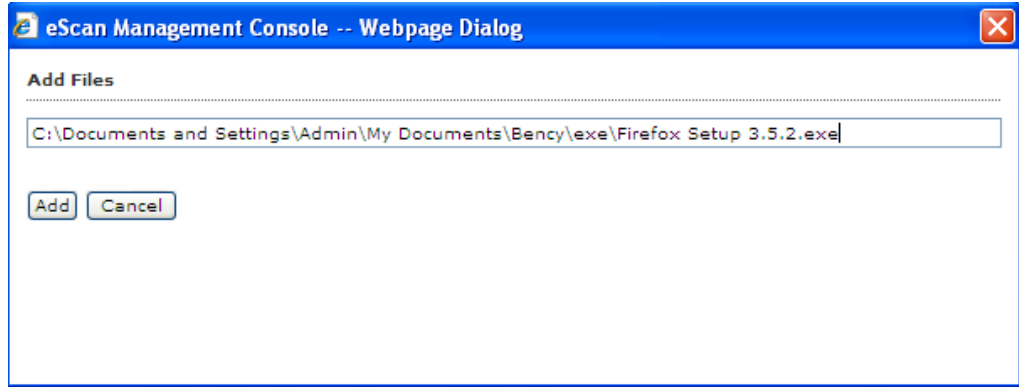 eScan Management Console -- Webpage Dialog
Add Files
C:\Documents and Settings\Admin\My Documents\Bency\exe\Firefox Setup 3.5.2.exe
Add Cancel